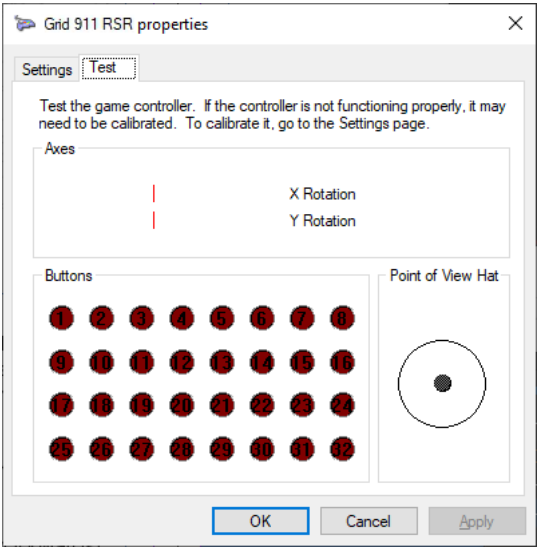 Grid 911 RSR properties
Settings
Test
Test the game controller.  If the controller is not functioning properly, it may
need to be calibrated.  To calibrate it, go to the Settings page.
Axes
X Rotation
Y Rotation
Buttons
1 2 3 4 5 6 7 8
9 10 11 12 13 14 15 16
17 18 19 20 21 22 23 24
25 26 27 28 29 30 31 32
Point of View Hat
OK
Cancel
Apply